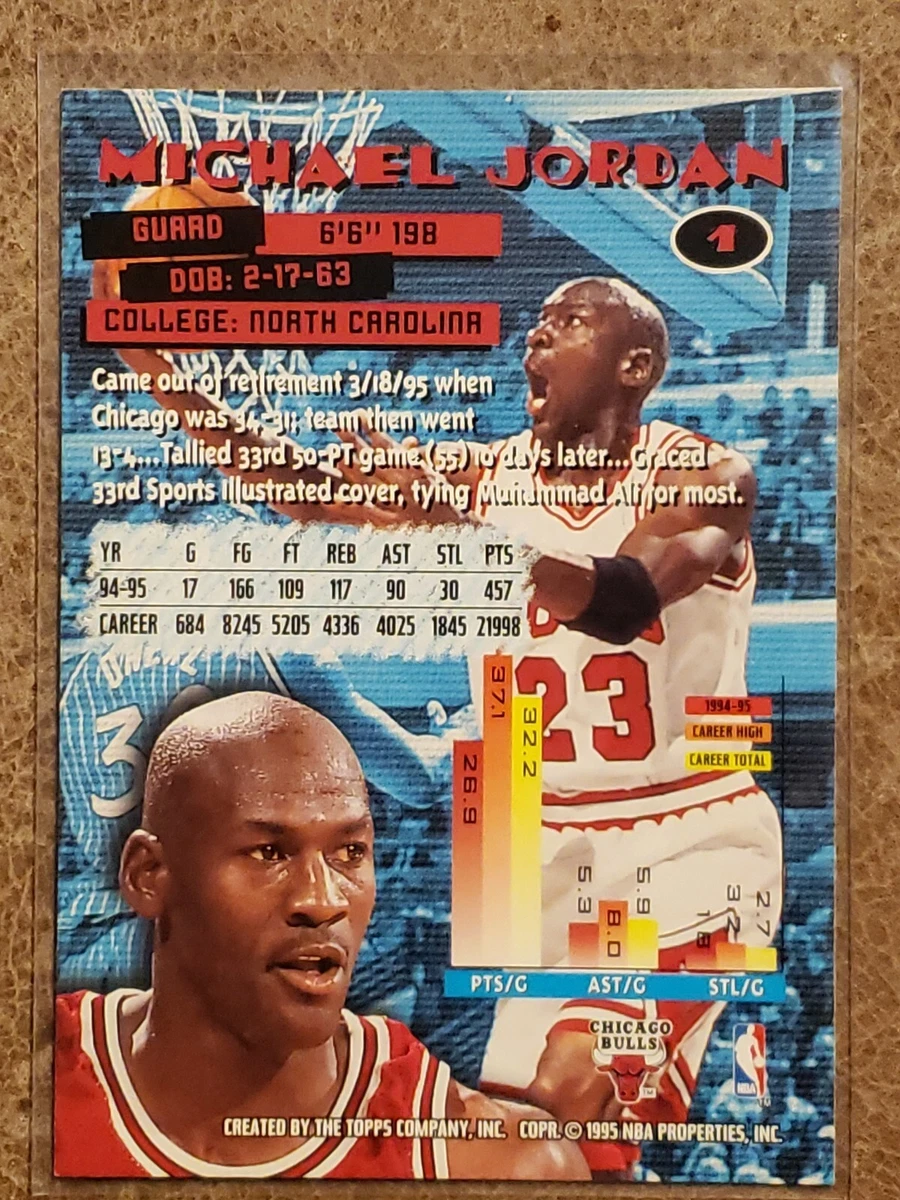 MICHAEL JORDAN
GUARD 6'6" 198
1
DOB: 2-17-63
COLLEGE: NORTH CAROLINA
Came out of retirement 3/18/95 when
Chicago was 34-31; team then went
13-4...Tallied 33rd 50-PT game (55) 10 days later...Graced
33rd Sports Illustrated cover, tying Muhammad Ali for most.
YR G FG FT REB AST STL PTS
94-95 17 166 109 117 90 30 457
CAREER 684 8245 5205 4336 4025 1845 21998
23
3
1994-95
CAREER HIGH
CAREER TOTAL
26.9 37.1 32.2
5.3 8.0 5.9
1.8 3.2 2.7
PTS/G AST/G STL/G
CHICAGO
BULLS
TM
NBA
TM
CREATED BY THE TOPPS COMPANY, INC. COPR. © 1995 NBA PROPERTIES, INC.